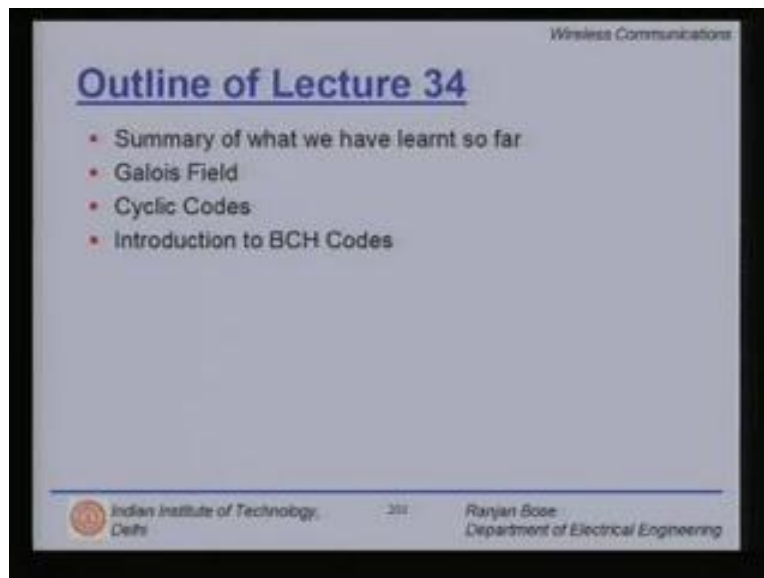 Wireless Communications
Outline of Lecture 34
• Summary of what we have learnt so far
• Galois Field
• Cyclic Codes
• Introduction to BCH Codes
Indian Institute of Technology,
Delhi
Ranjan Bose
Department of Electrical Engineering